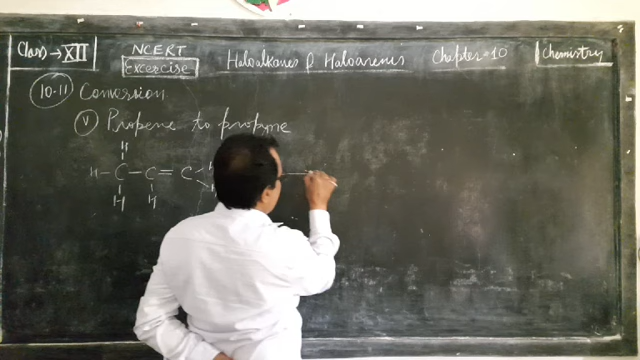 Class → XII NCERT Haloalkanes & Haloarenes Chapter=10 Chemistry
Excercise
10.11 Conversion
(v) Propene to propyne
H
H-C-C=C
H H